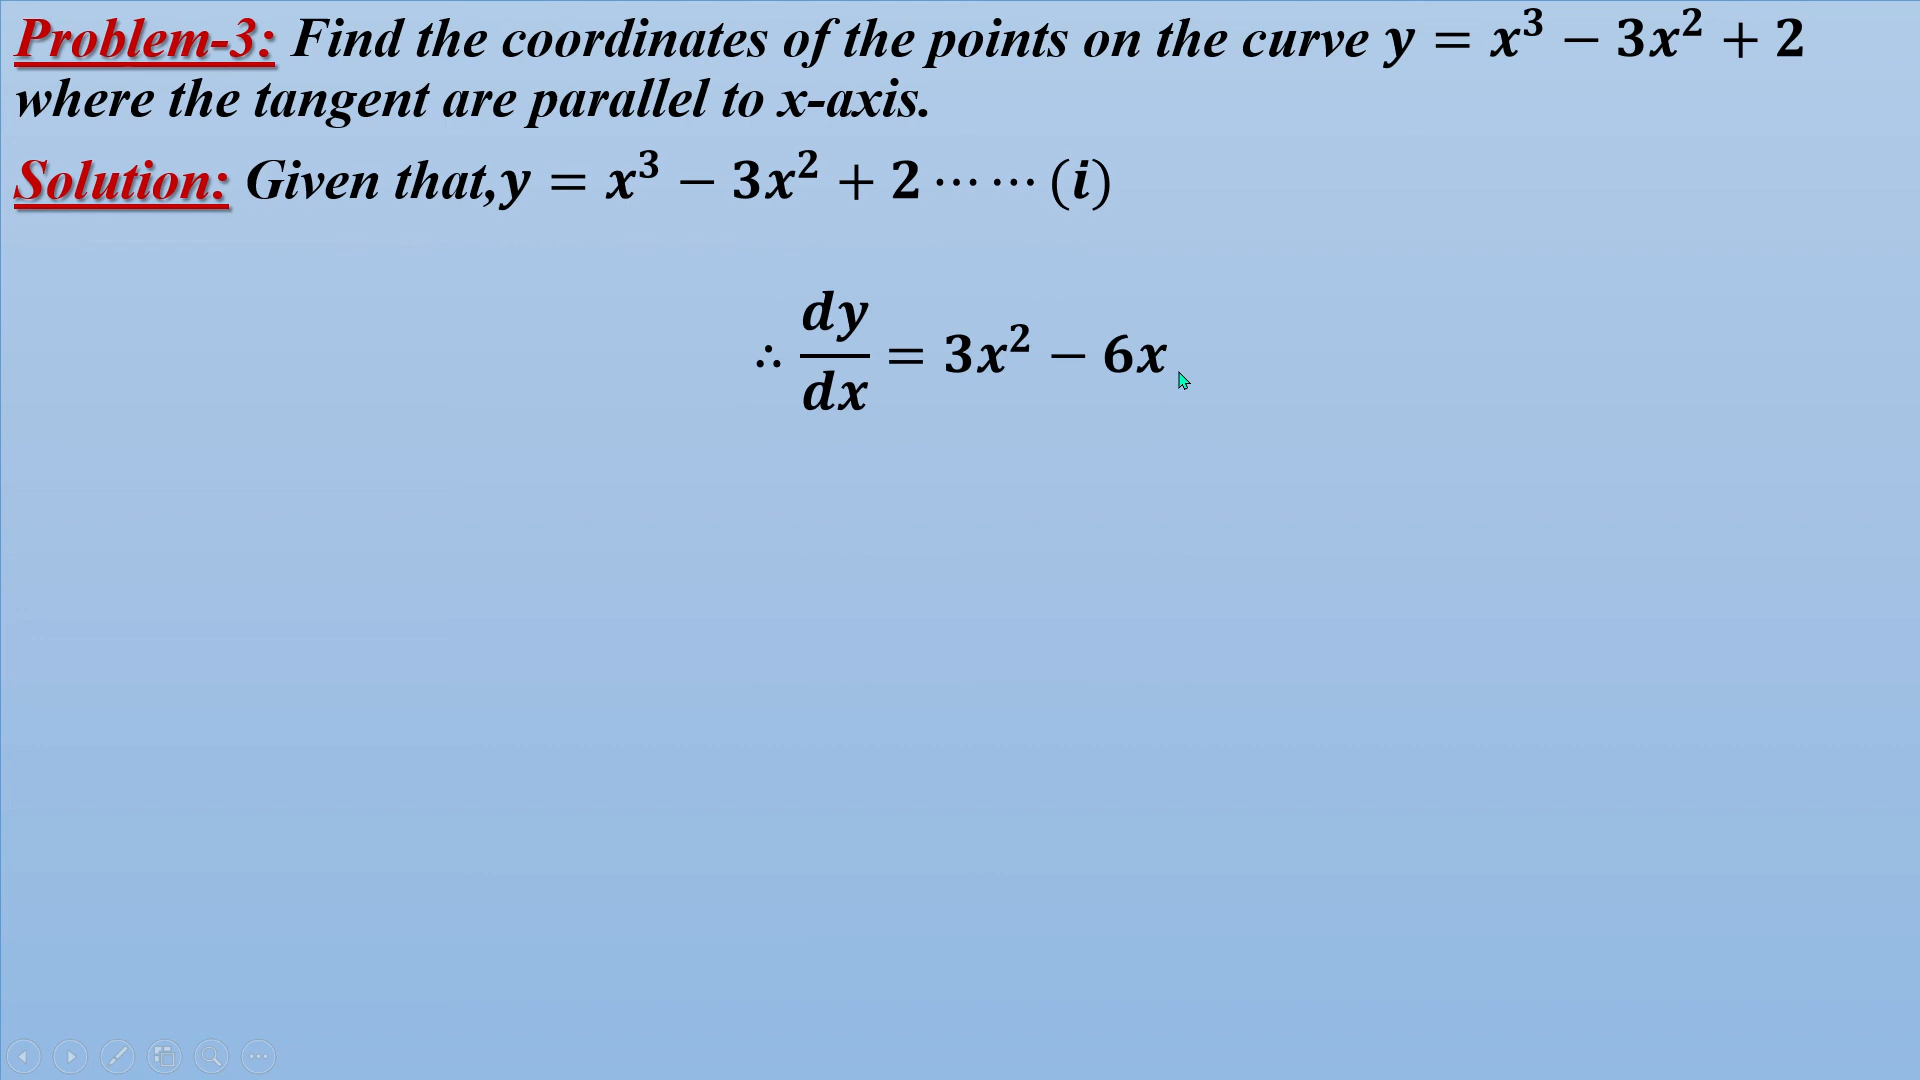 Problem-3: Find the coordinates of the points on the curve y = x³ − 3x² + 2
where the tangent are parallel to x-axis.
Solution: Given that,y = x³ − 3x² + 2 ⋯ ⋯ (i)
∴ dy/dx = 3x² − 6x